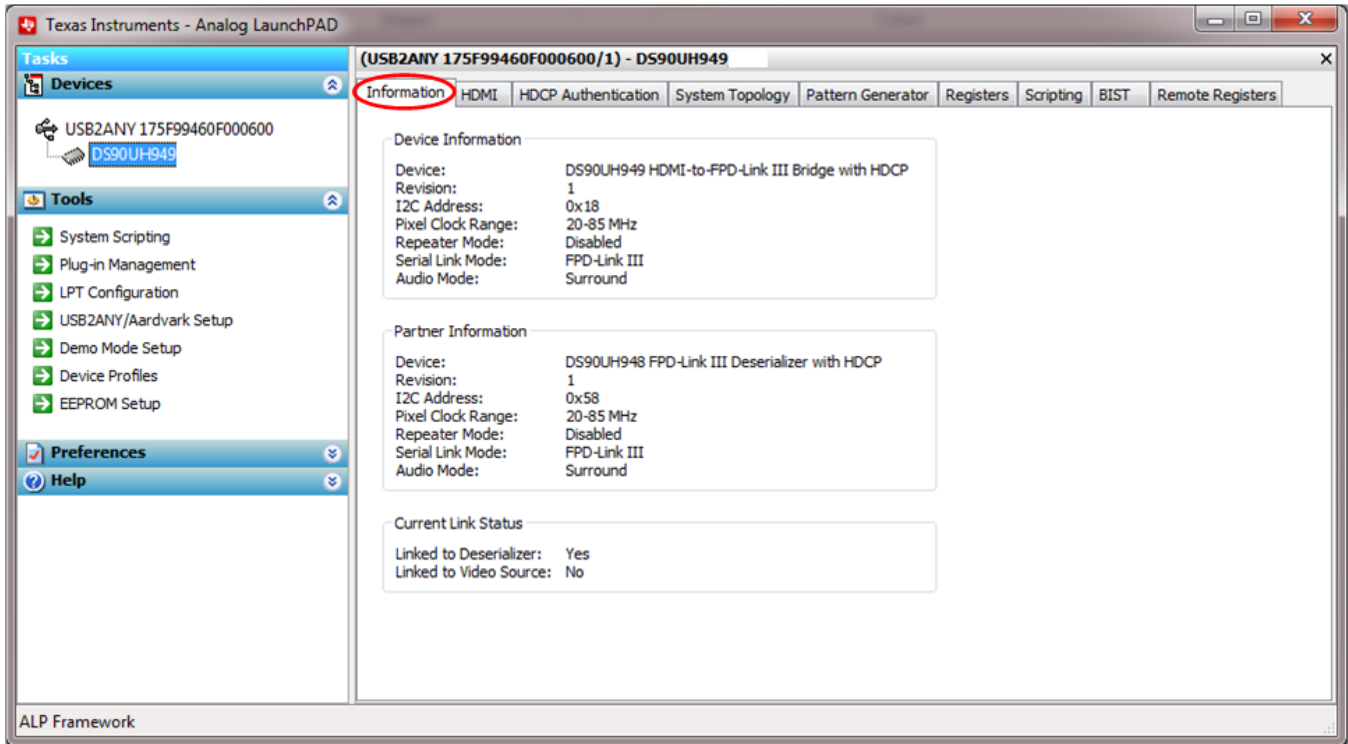 Texas Instruments - Analog LaunchPAD
Tasks
Devices
USB2ANY 175F99460F000600
DS90UH949
Tools
System Scripting
Plug-in Management
LPT Configuration
USB2ANY/Aardvark Setup
Demo Mode Setup
Device Profiles
EEPROM Setup
Preferences
Help
(USB2ANY 175F99460F000600/1) - DS90UH949
Information HDMI HDCP Authentication System Topology Pattern Generator Registers Scripting BIST Remote Registers
Device Information
Device: DS90UH949 HDMI-to-FPD-Link III Bridge with HDCP
Revision: 1
I2C Address: 0x18
Pixel Clock Range: 20-85 MHz
Repeater Mode: Disabled
Serial Link Mode: FPD-Link III
Audio Mode: Surround
Partner Information
Device: DS90UH948 FPD-Link III Deserializer with HDCP
Revision: 1
I2C Address: 0x58
Pixel Clock Range: 20-85 MHz
Repeater Mode: Disabled
Serial Link Mode: FPD-Link III
Audio Mode: Surround
Current Link Status
Linked to Deserializer: Yes
Linked to Video Source: No
ALP Framework